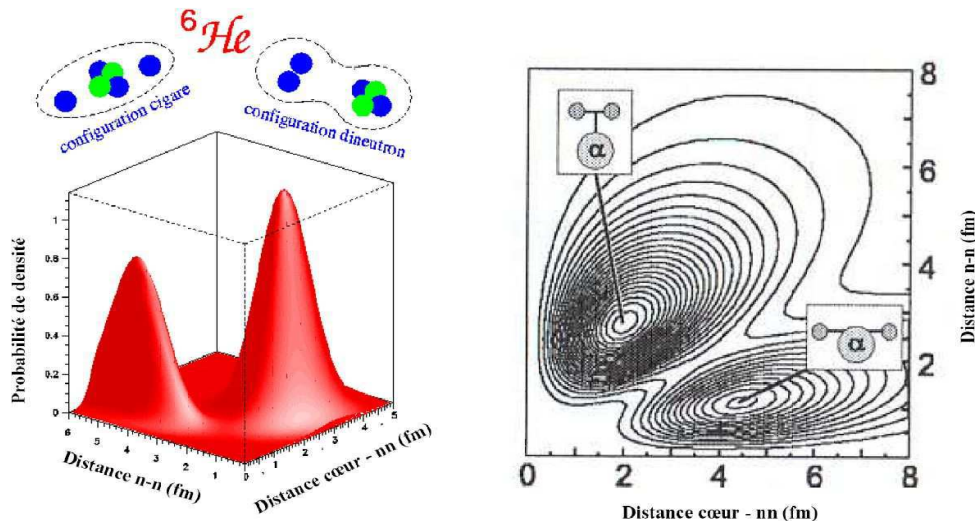 ⁶He
configuration cigare
configuration dineutron
Probabilité de densité
1
0.8
0.6
0.4
0.2
0
6
5
4
3
2
1
0
1
2
3
4
5
Distance n-n (fm)
Distance cœur - nn (fm)
8
6
4
2
α
α
0
2
4
6
8
Distance n-n (fm)
Distance cœur - nn (fm)